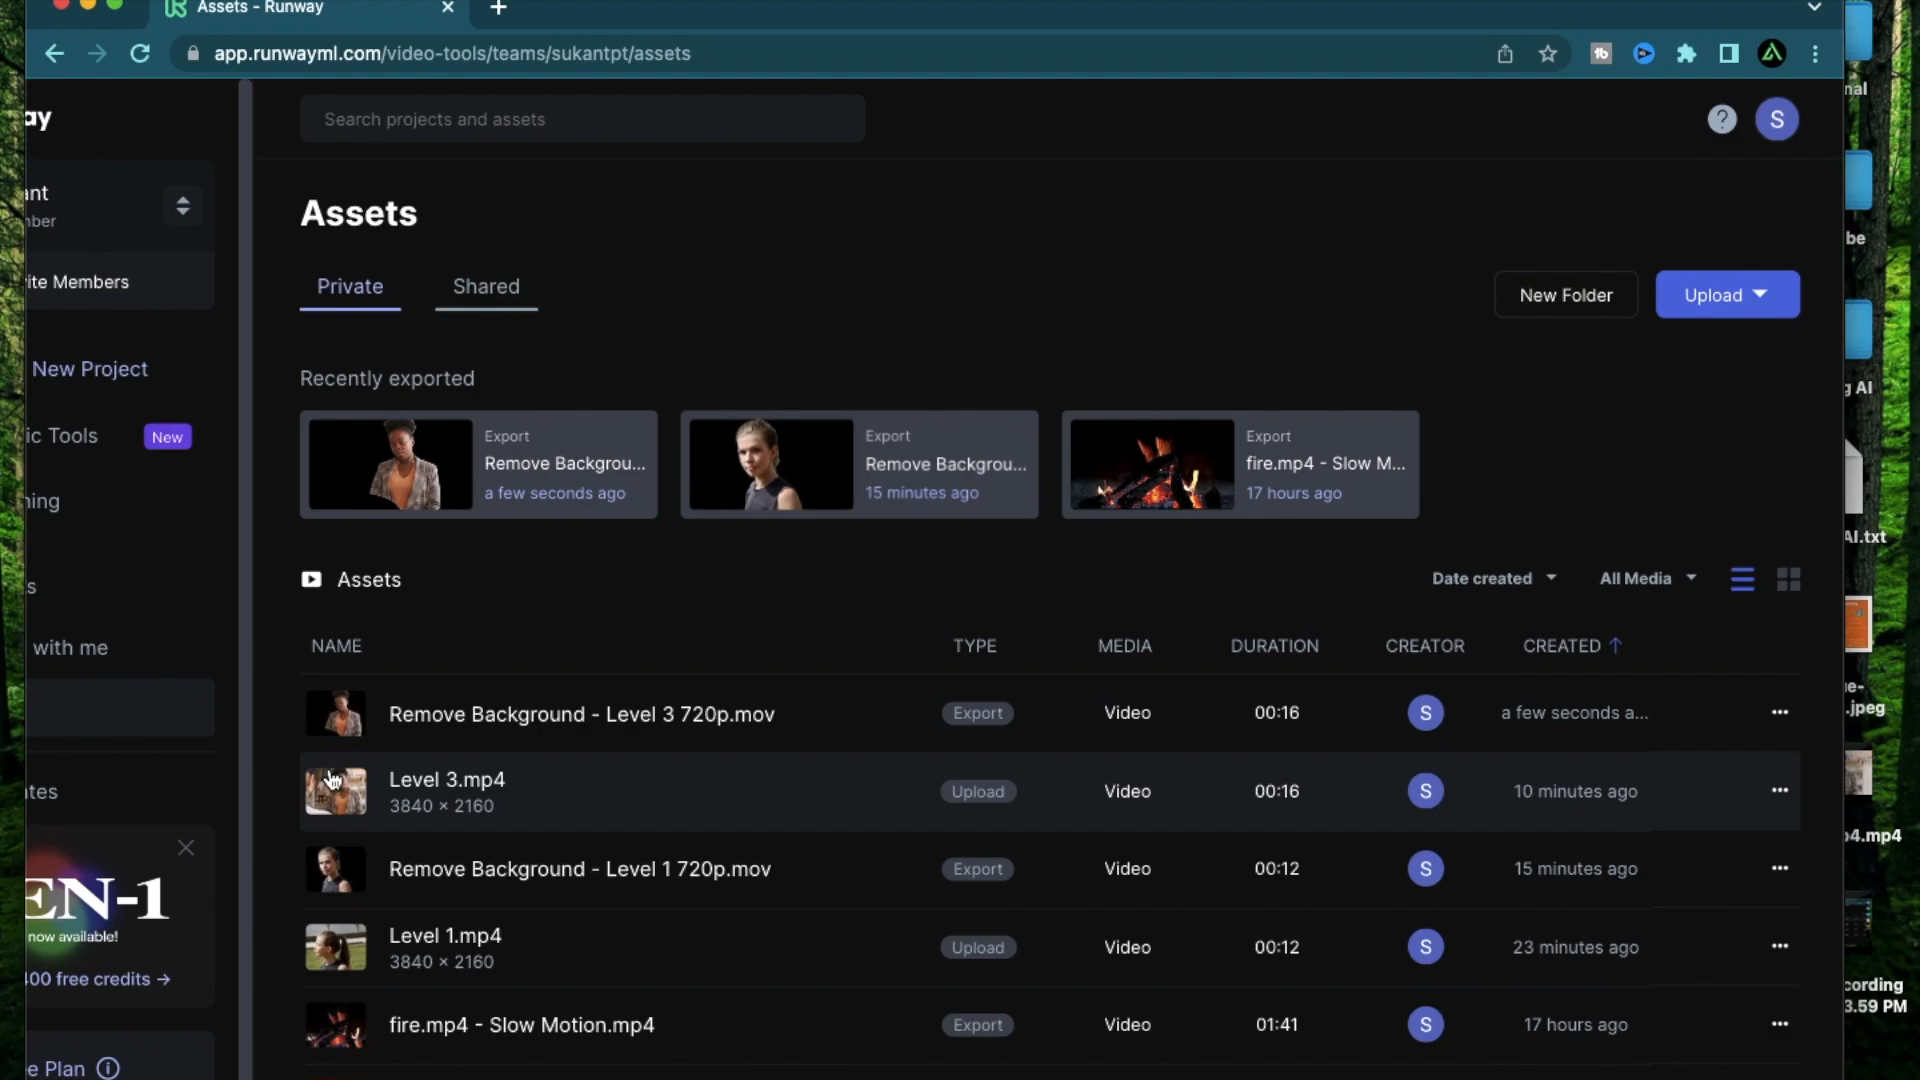 Assets - Runway
app.runwayml.com/video-tools/teams/sukantpt/assets
ay
Search projects and assets
?
S
ant
nber
ite Members
New Project
ic Tools
New
ning
s
with me
tes
EN-1
now available!
400 free credits →
e Plan
Assets
Private
Shared
New Folder
Upload
Recently exported
Export
Remove Backgrou...
a few seconds ago
Export
Remove Backgrou...
15 minutes ago
Export
fire.mp4 - Slow M...
17 hours ago
Assets
Date created
All Media
NAME TYPE MEDIA DURATION CREATOR CREATED ↑
Remove Background - Level 3 720p.mov Export Video 00:16 S a few seconds a...
Level 3.mp4 Upload Video 00:16 S 10 minutes ago
3840 × 2160
Remove Background - Level 1 720p.mov Export Video 00:12 S 15 minutes ago
Level 1.mp4 Upload Video 00:12 S 23 minutes ago
3840 × 2160
fire.mp4 - Slow Motion.mp4 Export Video 01:41 S 17 hours ago
nal
be
g AI
AI.txt
e-
.jpeg
p4.mp4
cording
3.59 PM